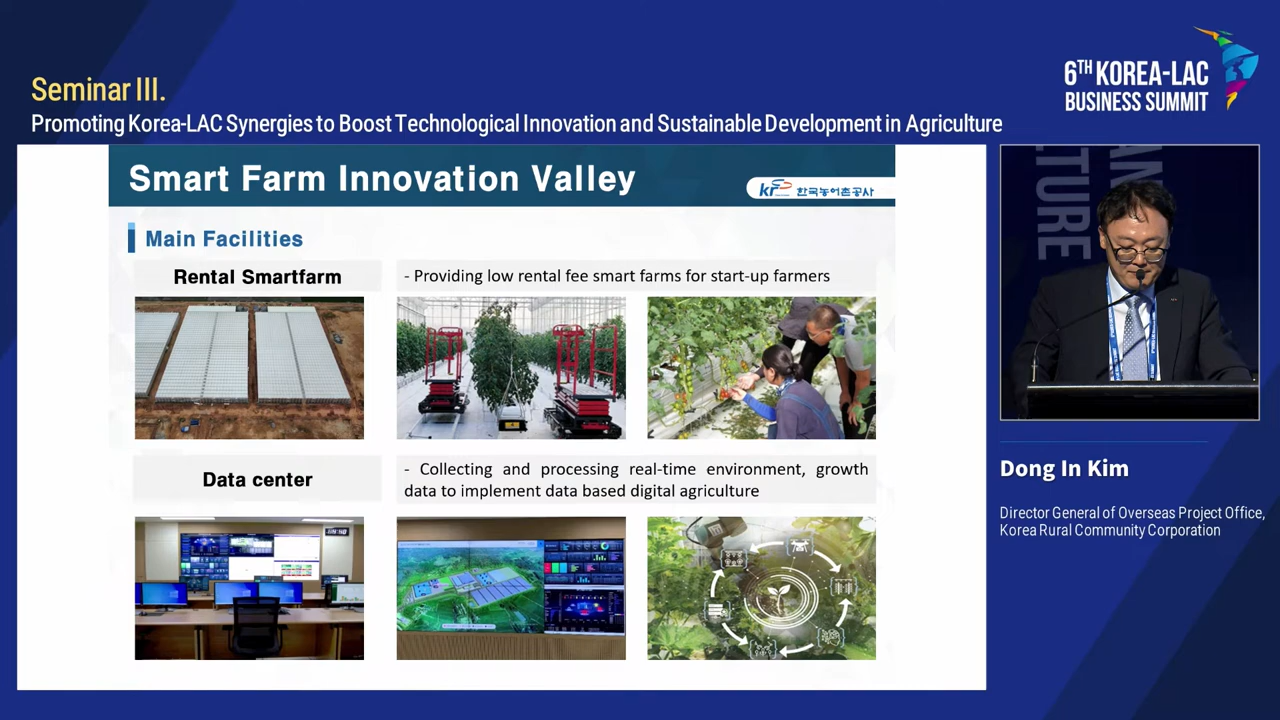 Seminar III.
Promoting Korea-LAC Synergies to Boost Technological Innovation and Sustainable Development in Agriculture
6TH KOREA-LAC
BUSINESS SUMMIT
Smart Farm Innovation Valley
kr 한국농어촌공사
Main Facilities
Rental Smartfarm
- Providing low rental fee smart farms for start-up farmers
Data center
- Collecting and processing real-time environment, growth
data to implement data based digital agriculture
TURE
AN
Dong In Kim
Director General of Overseas Project Office,
Korea Rural Community Corporation